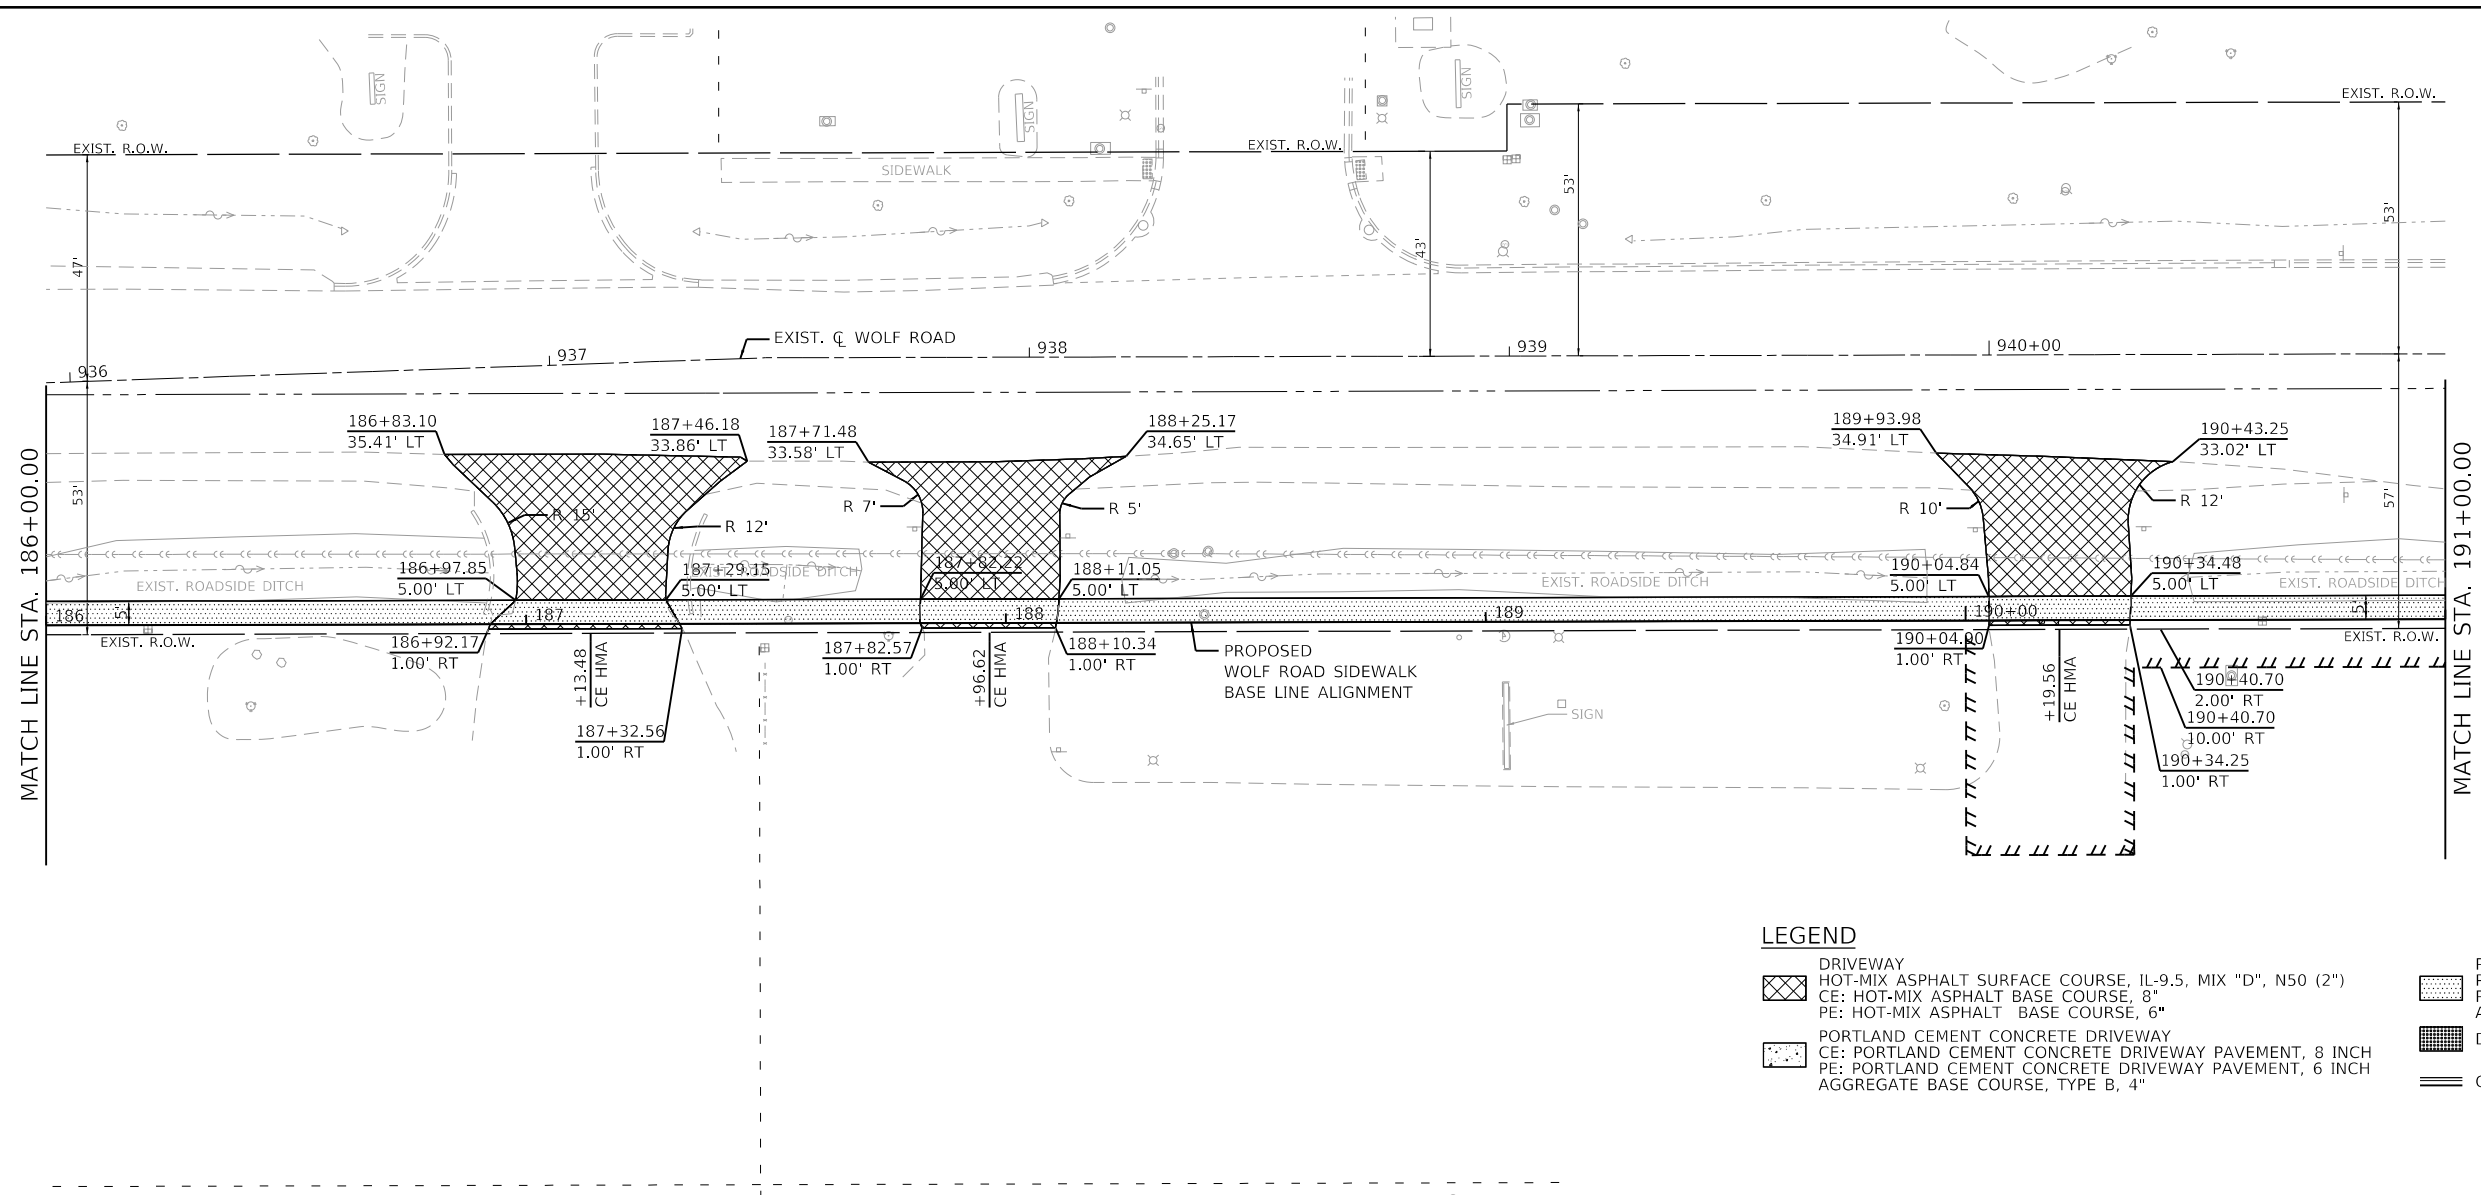 SIGN
SIGN
SIGN
EXIST. R.O.W.
EXIST. R.O.W.
EXIST. R.O.W.
SIDEWALK
47'
43'
53'
53'
EXIST. ℄ WOLF ROAD
936
937
938
939
940+00
186+83.10
35.41' LT
187+46.18
33.86' LT
187+71.48
33.58' LT
188+25.17
34.65' LT
189+93.98
34.91' LT
190+43.25
33.02' LT
MATCH LINE STA. 186+00.00
MATCH LINE STA. 191+00.00
53'
57'
R 15'
R 12'
R 7'
R 5'
R 10'
R 12'
EXIST. ROADSIDE DITCH
EXIST. ROADSIDE DITCH
EXIST. ROADSIDE DITCH
EXIST. ROADSIDE DITCH
186+97.85
5.00' LT
187+29.15
5.00' LT
187+82.22
5.00' LT
188+11.05
5.00' LT
190+04.84
5.00' LT
190+34.48
5.00' LT
186
5'
187
188
189
190+00
5'
EXIST. R.O.W.
EXIST. R.O.W.
186+92.17
1.00' RT
+13.48
CE HMA
187+32.56
1.00' RT
187+82.57
1.00' RT
+96.62
CE HMA
188+10.34
1.00' RT
PROPOSED
WOLF ROAD SIDEWALK
BASE LINE ALIGNMENT
SIGN
190+04.90
1.00' RT
+19.56
CE HMA
190+40.70
2.00' RT
190+40.70
10.00' RT
190+34.25
1.00' RT
LEGEND
DRIVEWAY
HOT-MIX ASPHALT SURFACE COURSE, IL-9.5, MIX "D", N50 (2")
CE: HOT-MIX ASPHALT BASE COURSE, 8"
PE: HOT-MIX ASPHALT BASE COURSE, 6"
PORTLAND CEMENT CONCRETE DRIVEWAY
CE: PORTLAND CEMENT CONCRETE DRIVEWAY PAVEMENT, 8 INCH
PE: PORTLAND CEMENT CONCRETE DRIVEWAY PAVEMENT, 6 INCH
AGGREGATE BASE COURSE, TYPE B, 4"